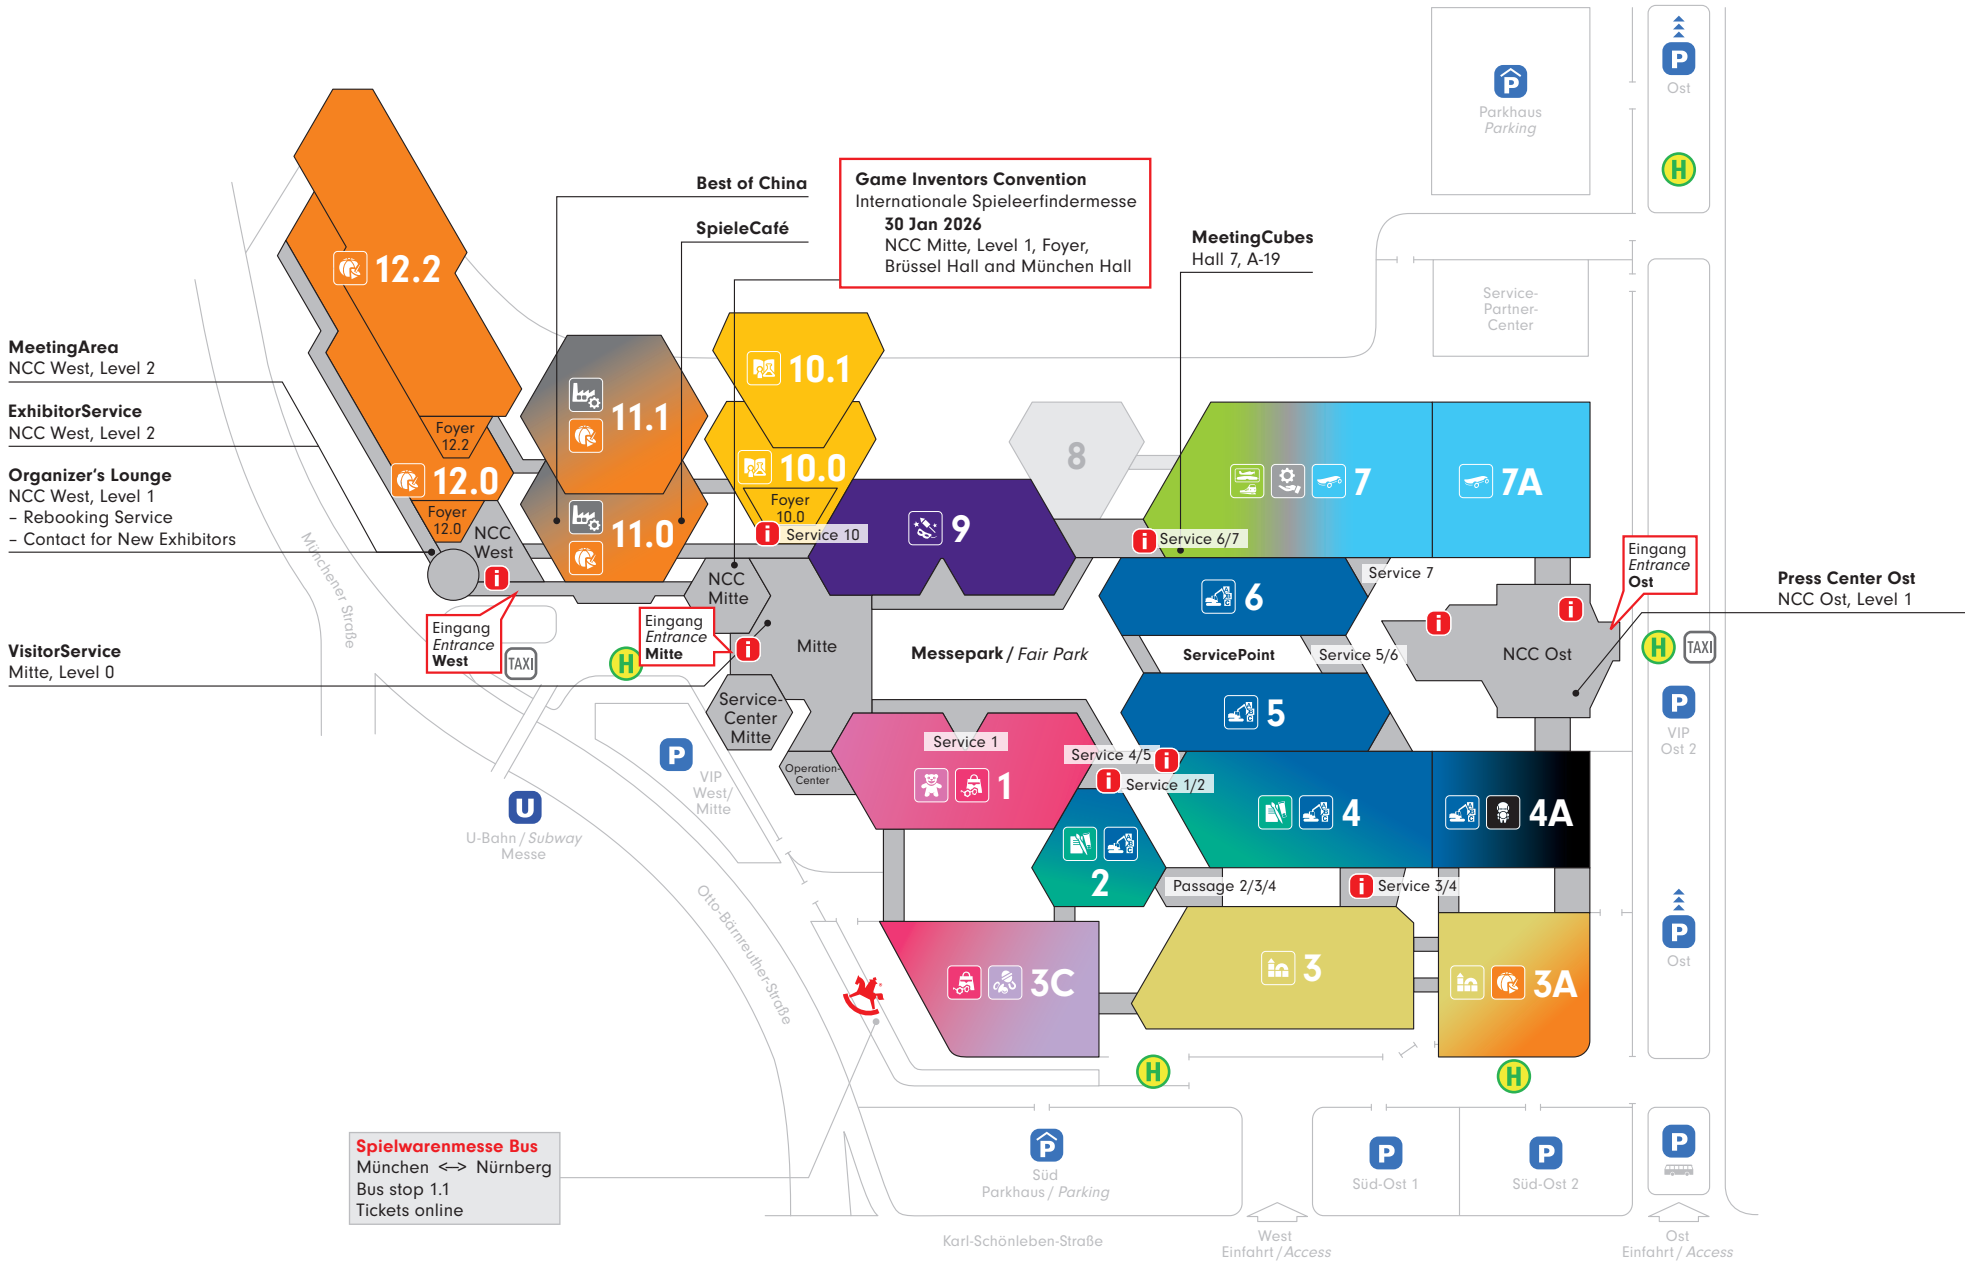 P
Ost
P
Parkhaus
Parking
H
Best of China
SpieleCafé
Game Inventors Convention
Internationale Spieleerfindermesse
30 Jan 2026
NCC Mitte, Level 1, Foyer,
Brüssel Hall and München Hall
MeetingCubes
Hall 7, A-19
Service-
Partner-
Center
MeetingArea
NCC West, Level 2
ExhibitorService
NCC West, Level 2
Organizer's Lounge
NCC West, Level 1
– Rebooking Service
– Contact for New Exhibitors
VisitorService
Mitte, Level 0
12.2
Foyer
12.2
12.0
Foyer
12.0
NCC
West
i
11.1
11.0
10.1
10.0
Foyer
10.0
i Service 10
9
8
7
7A
i Service 6/7
Service 7
6
ServicePoint
Service 5/6
5
Messepark / Fair Park
NCC
Mitte
Mitte
Eingang
Entrance
West
TAXI
H
Eingang
Entrance
Mitte
i
Service-
Center
Mitte
Operation-
Center
Eingang
Entrance
Ost
i
i
NCC Ost
Press Center Ost
NCC Ost, Level 1
H
TAXI
P
VIP
Ost 2
P
VIP
West/
Mitte
U
U-Bahn / Subway
Messe
Münchener Straße
Otto-Bärnreuther-Straße
Service 1
1
Service 4/5 i
i Service 1/2
2
4
4A
Passage 2/3/4
i Service 3/4
3C
3
3A
P
Ost
H
H
Spielwarenmesse Bus
München <–> Nürnberg
Bus stop 1.1
Tickets online
P
Süd
Parkhaus / Parking
P
Süd-Ost 1
P
Süd-Ost 2
P
Karl-Schönleben-Straße
West
Einfahrt / Access
Ost
Einfahrt / Access